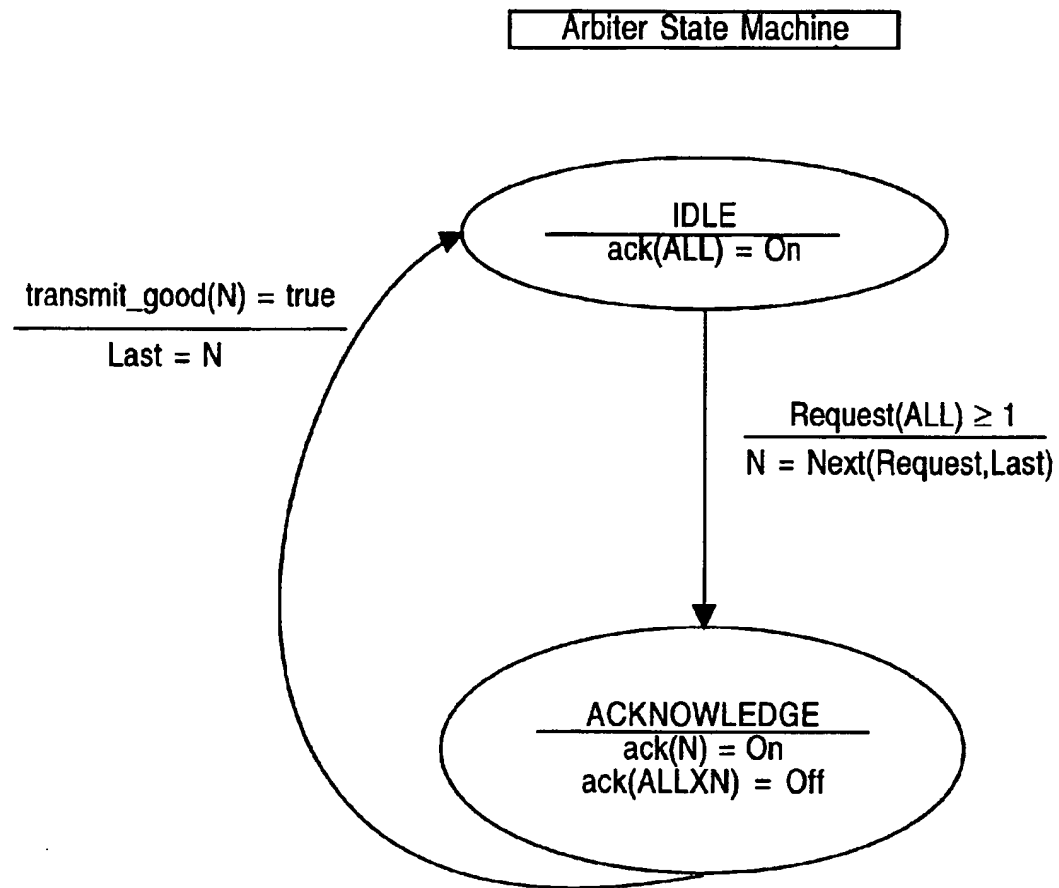 Arbiter State Machine
IDLE
ack(ALL) = On
transmit_good(N) = true
Last = N
Request(ALL) ≥ 1
N = Next(Request,Last)
ACKNOWLEDGE
ack(N) = On
ack(ALLXN) = Off